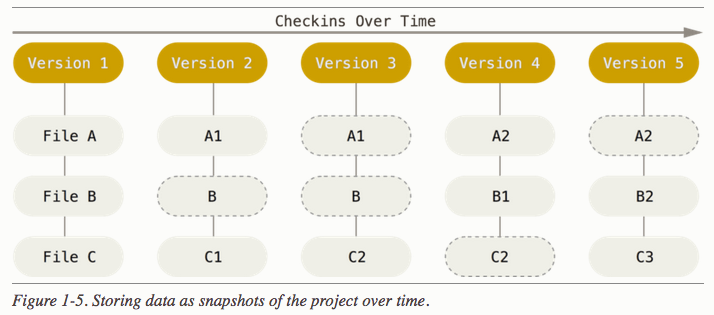 Checkins Over Time
Version 1 Version 2 Version 3 Version 4 Version 5
File A A1 A1 A2 A2
File B B B B1 B2
File C C1 C2 C2 C3
Figure 1-5. Storing data as snapshots of the project over time.